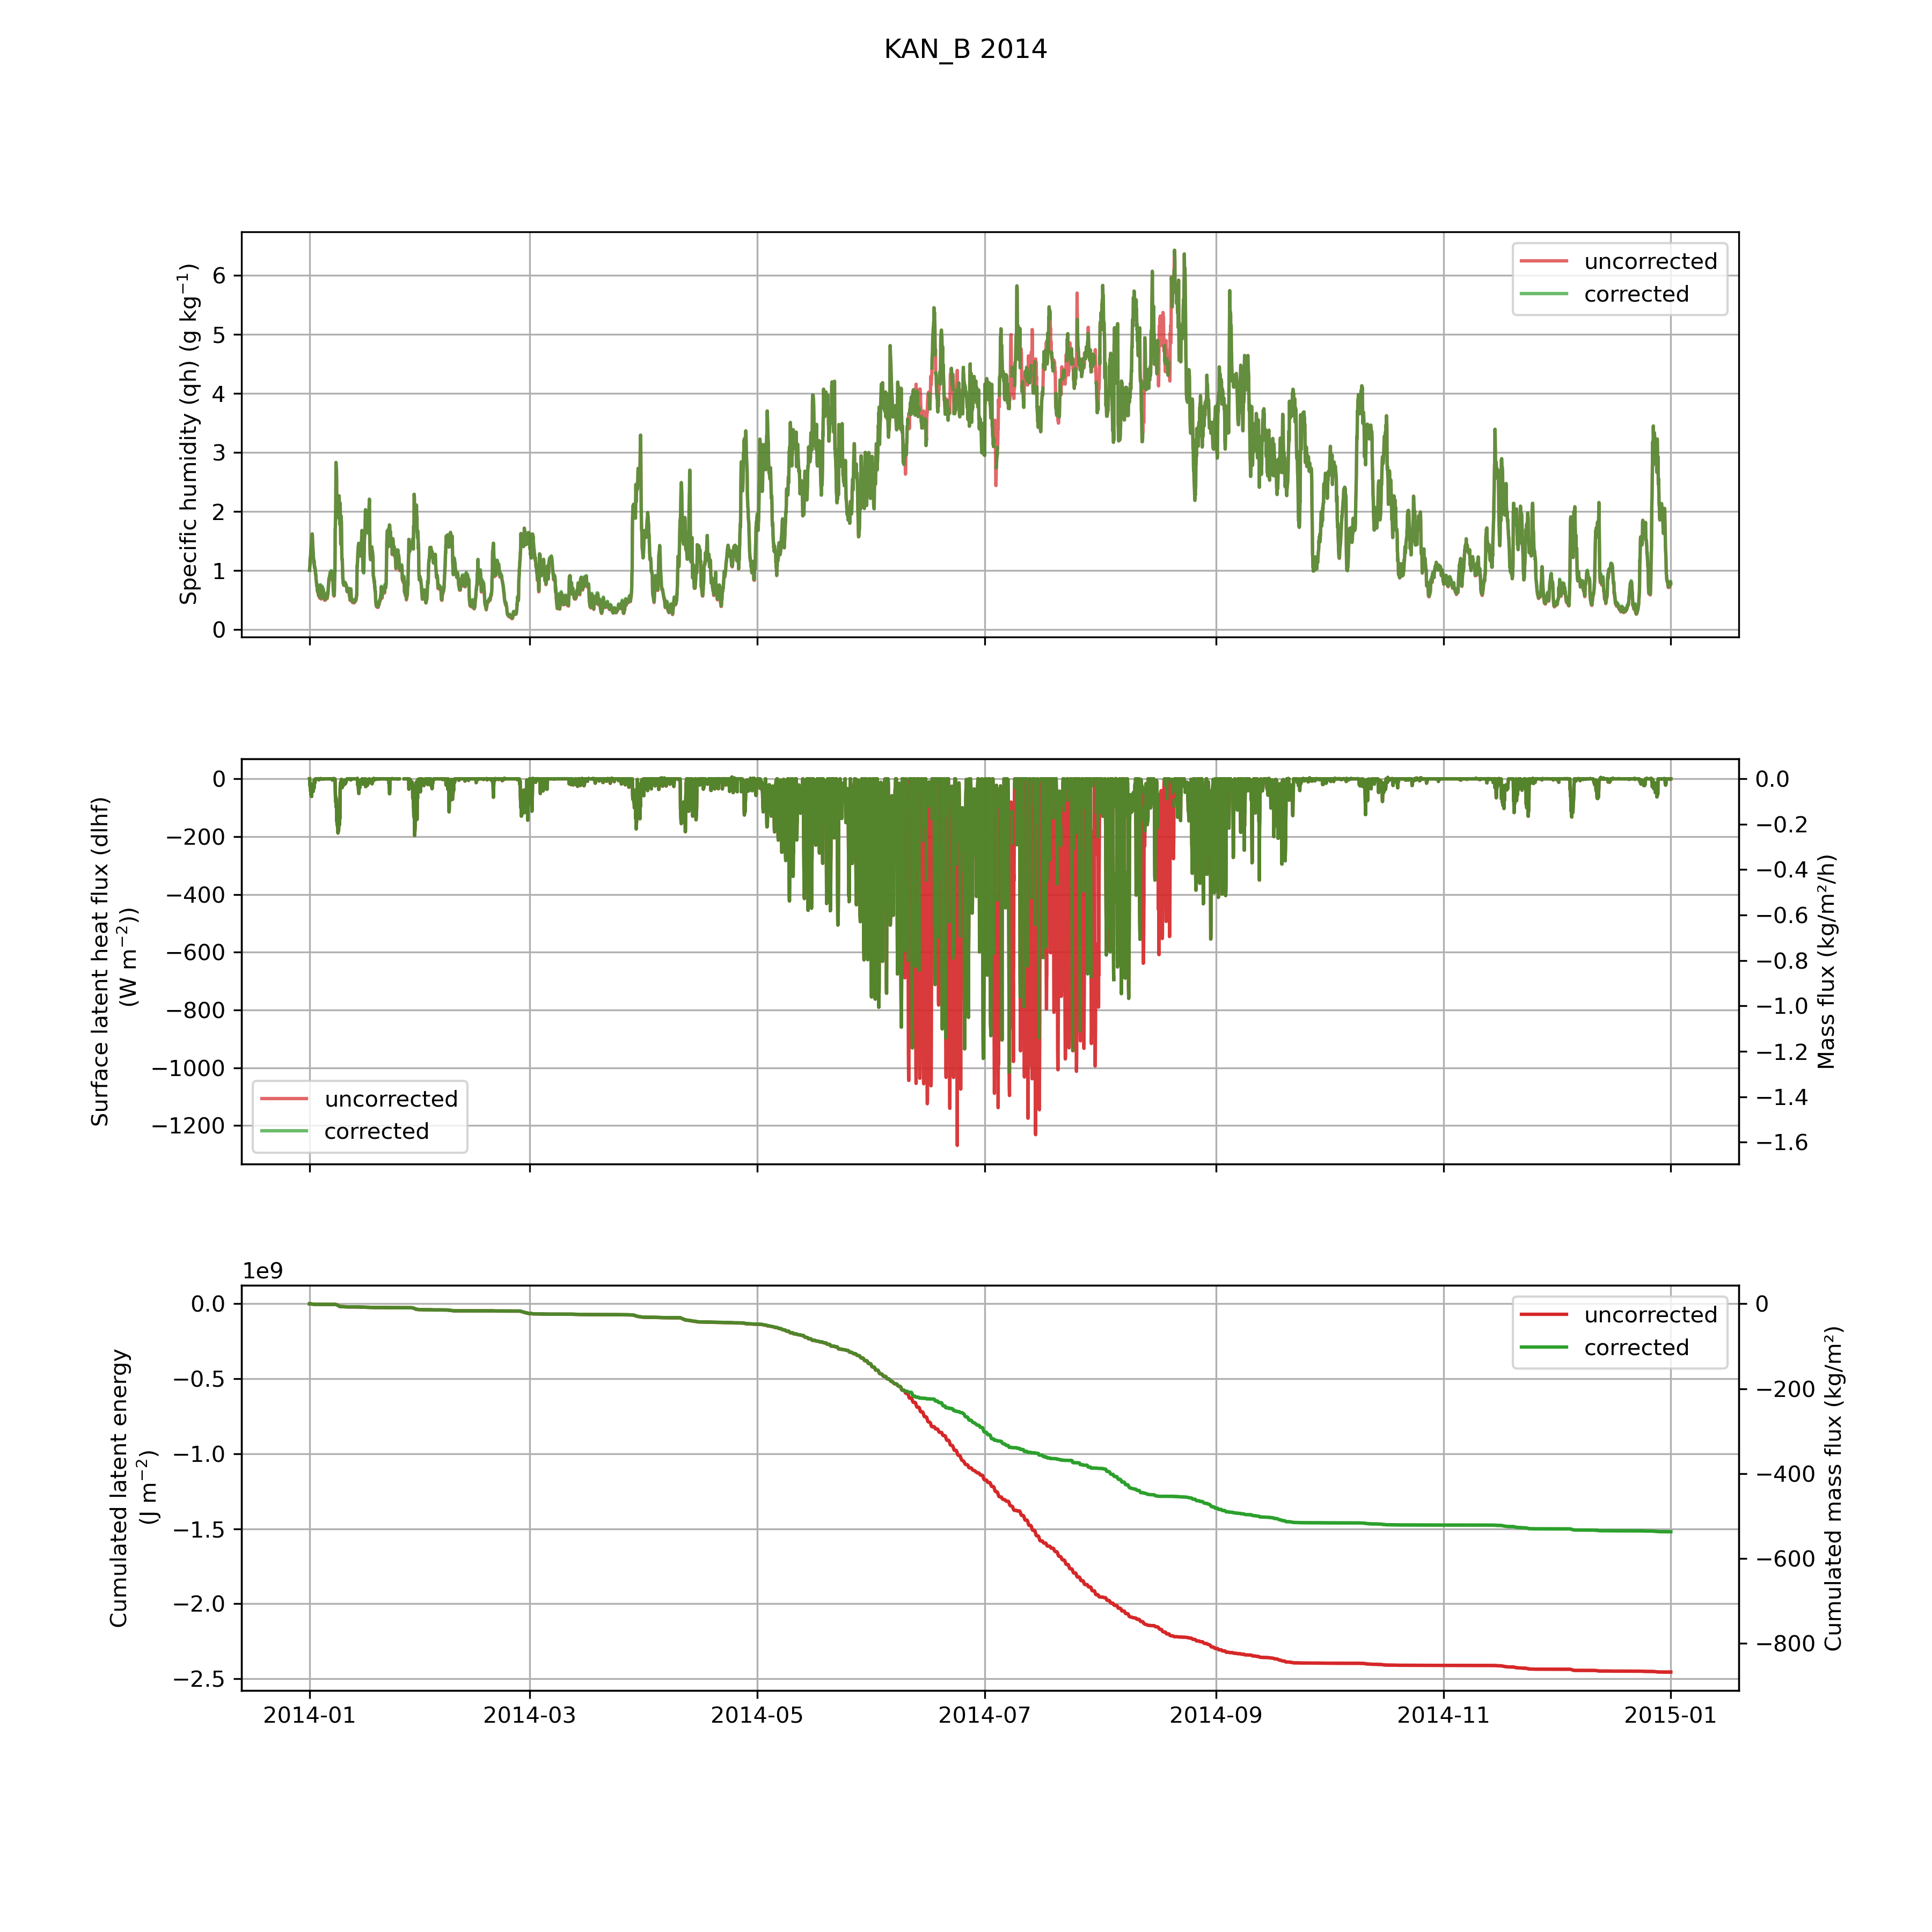 KAN_B 2014
Specific humidity (qh) (g kg⁻¹)
6
5
4
3
2
1
0
uncorrected
corrected
Surface latent heat flux (dlhf)
(W m⁻²))
0
−200
−400
−600
−800
−1000
−1200
uncorrected
corrected
0.0
−0.2
−0.4
−0.6
−0.8
−1.0
−1.2
−1.4
−1.6
Mass flux (kg/m²/h)
1e9
Cumulated latent energy
(J m⁻²)
0.0
−0.5
−1.0
−1.5
−2.0
−2.5
uncorrected
corrected
0
−200
−400
−600
−800
Cumulated mass flux (kg/m²)
2014-01
2014-03
2014-05
2014-07
2014-09
2014-11
2015-01